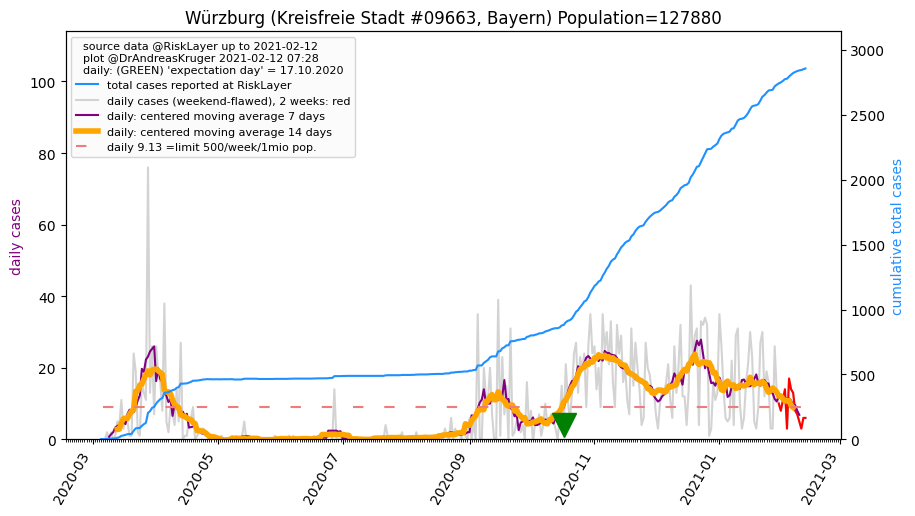 Würzburg (Kreisfreie Stadt #09663, Bayern) Population=127880
source data @RiskLayer up to 2021-02-12
plot @DrAndreasKruger 2021-02-12 07:28
daily: (GREEN) 'expectation day' = 17.10.2020
total cases reported at RiskLayer
daily cases (weekend-flawed), 2 weeks: red
daily: centered moving average 7 days
daily: centered moving average 14 days
daily 9.13 =limit 500/week/1mio pop.
daily cases
100
80
60
40
20
0
cumulative total cases
3000
2500
2000
1500
1000
500
0
2020-03
2020-05
2020-07
2020-09
2020-11
2021-01
2021-03